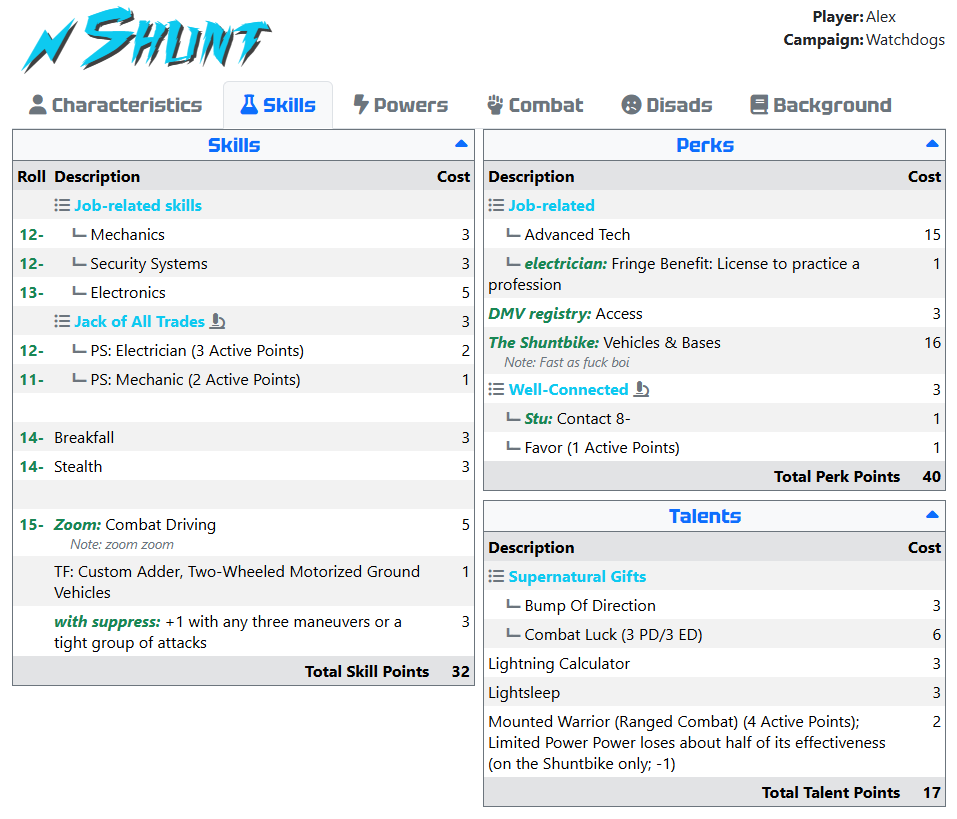 n Shunt
Player: Alex
Campaign: Watchdogs
Characteristics Skills Powers Combat Disads Background
Skills
Roll Description Cost
Job-related skills
12- Mechanics 3
12- Security Systems 3
13- Electronics 5
Jack of All Trades 3
12- PS: Electrician (3 Active Points) 2
11- PS: Mechanic (2 Active Points) 1
14- Breakfall 3
14- Stealth 3
15- Zoom: Combat Driving 5
Note: zoom zoom
TF: Custom Adder, Two-Wheeled Motorized Ground 1
Vehicles
with suppress: +1 with any three maneuvers or a 3
tight group of attacks
Total Skill Points 32
Perks
Description Cost
Job-related
Advanced Tech 15
electrician: Fringe Benefit: License to practice a 1
profession
DMV registry: Access 3
The Shuntbike: Vehicles & Bases 16
Note: Fast as fuck boi
Well-Connected 3
Stu: Contact 8- 1
Favor (1 Active Points) 1
Total Perk Points 40
Talents
Description Cost
Supernatural Gifts
Bump Of Direction 3
Combat Luck (3 PD/3 ED) 6
Lightning Calculator 3
Lightsleep 3
Mounted Warrior (Ranged Combat) (4 Active Points); 2
Limited Power Power loses about half of its effectiveness
(on the Shuntbike only; -1)
Total Talent Points 17